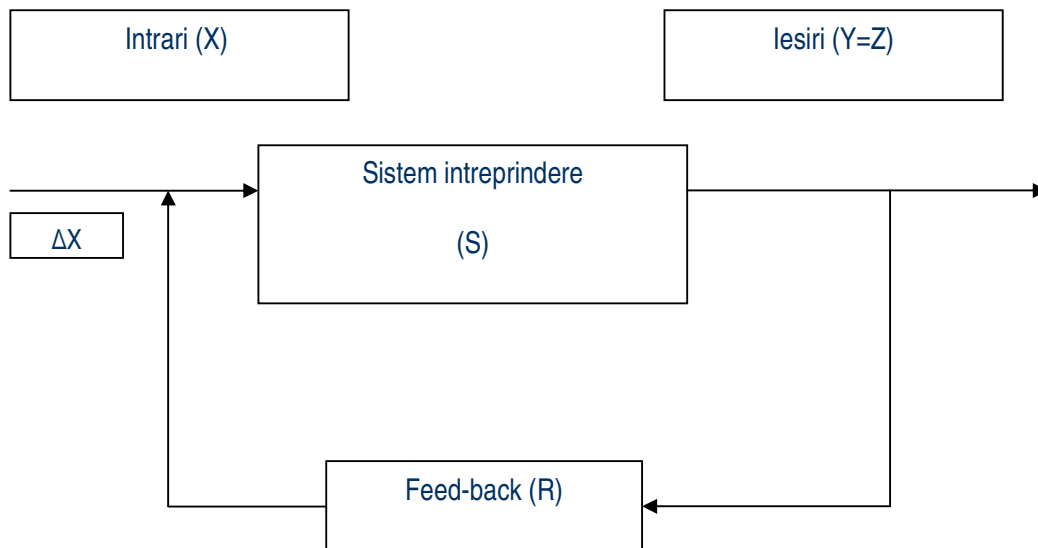 Intrari (X)
Iesiri (Y=Z)
Sistem intreprindere
(S)
ΔX
Feed-back (R)